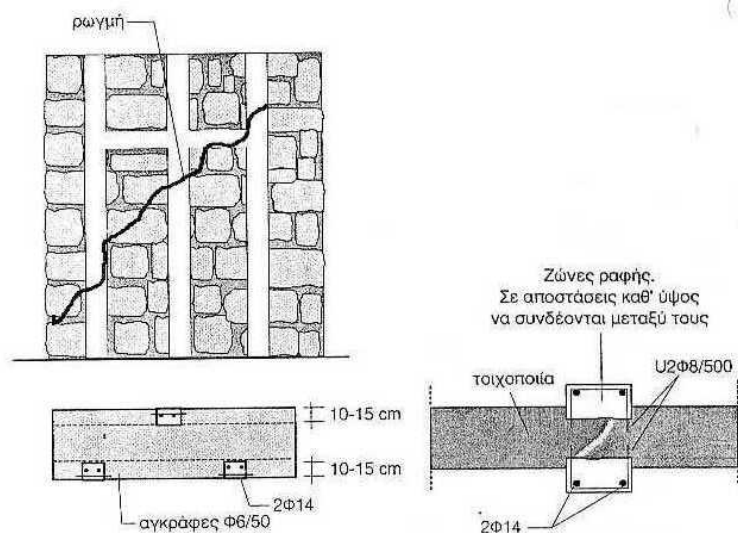 ρωγμή
Ζώνες ραφής.
Σε αποστάσεις καθ' ύψος
να συνδέονται μεταξύ τους
τοιχοποιία
U2Φ8/500
10-15 cm
10-15 cm
2Φ14
αγκράφες Φ6/50
2Φ14